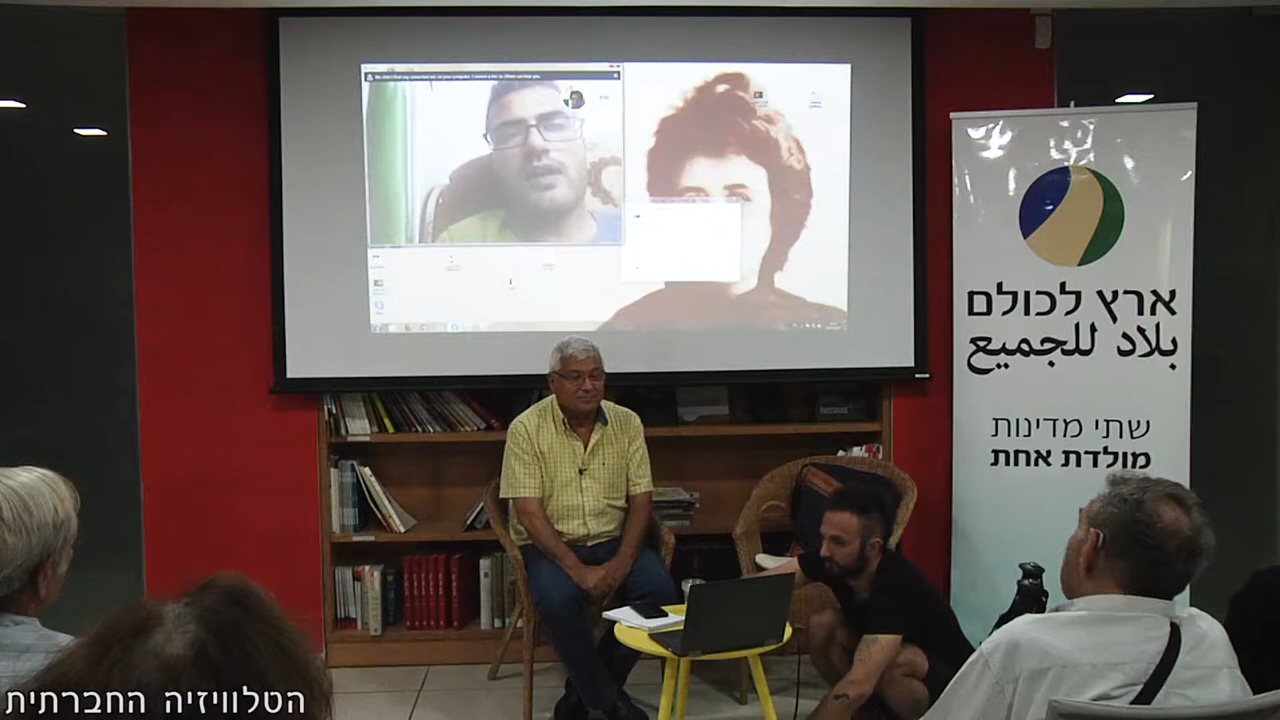 ארץ לכולם
بلاد للجميع
שתי מדינות
מולדת אחת
הטלוויזיה החברתית